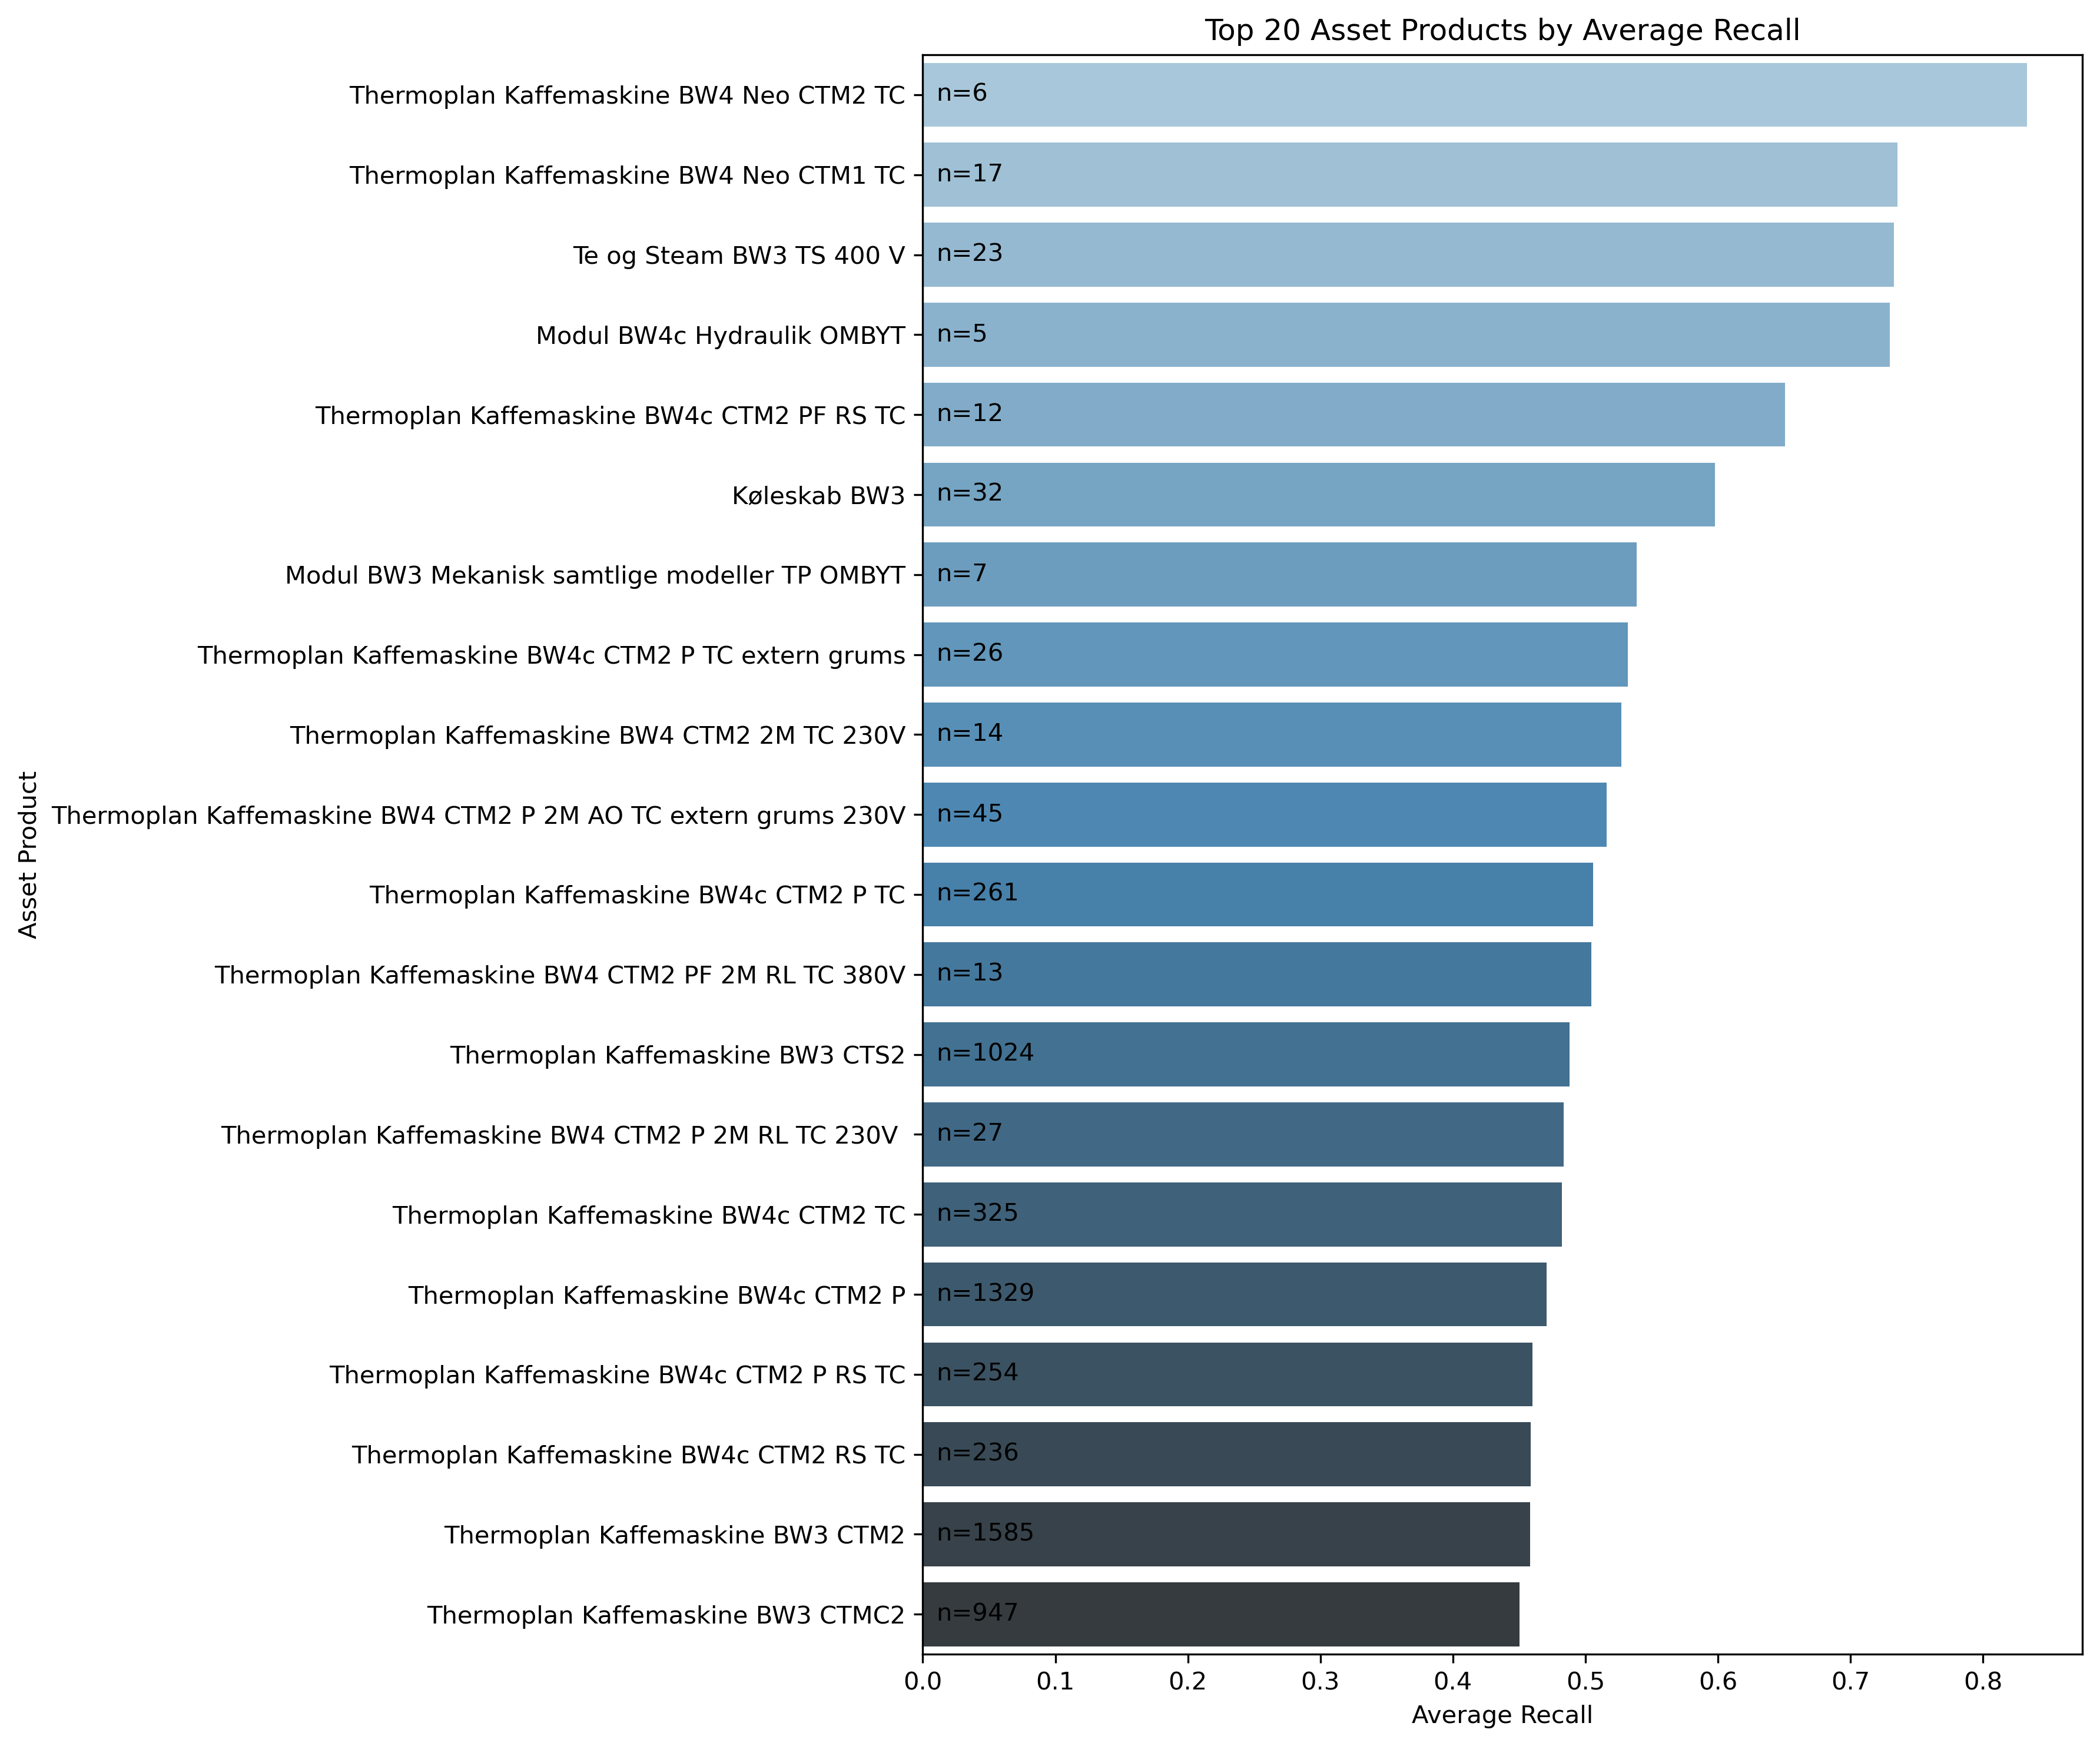 Top 20 Asset Products by Average Recall
Asset Product
Thermoplan Kaffemaskine BW4 Neo CTM2 TC n=6
Thermoplan Kaffemaskine BW4 Neo CTM1 TC n=17
Te og Steam BW3 TS 400 V n=23
Modul BW4c Hydraulik OMBYT n=5
Thermoplan Kaffemaskine BW4c CTM2 PF RS TC n=12
Køleskab BW3 n=32
Modul BW3 Mekanisk samtlige modeller TP OMBYT n=7
Thermoplan Kaffemaskine BW4c CTM2 P TC extern grums n=26
Thermoplan Kaffemaskine BW4 CTM2 2M TC 230V n=14
Thermoplan Kaffemaskine BW4 CTM2 P 2M AO TC extern grums 230V n=45
Thermoplan Kaffemaskine BW4c CTM2 P TC n=261
Thermoplan Kaffemaskine BW4 CTM2 PF 2M RL TC 380V n=13
Thermoplan Kaffemaskine BW3 CTS2 n=1024
Thermoplan Kaffemaskine BW4 CTM2 P 2M RL TC 230V n=27
Thermoplan Kaffemaskine BW4c CTM2 TC n=325
Thermoplan Kaffemaskine BW4c CTM2 P n=1329
Thermoplan Kaffemaskine BW4c CTM2 P RS TC n=254
Thermoplan Kaffemaskine BW4c CTM2 RS TC n=236
Thermoplan Kaffemaskine BW3 CTM2 n=1585
Thermoplan Kaffemaskine BW3 CTMC2 n=947
0.0 0.1 0.2 0.3 0.4 0.5 0.6 0.7 0.8
Average Recall